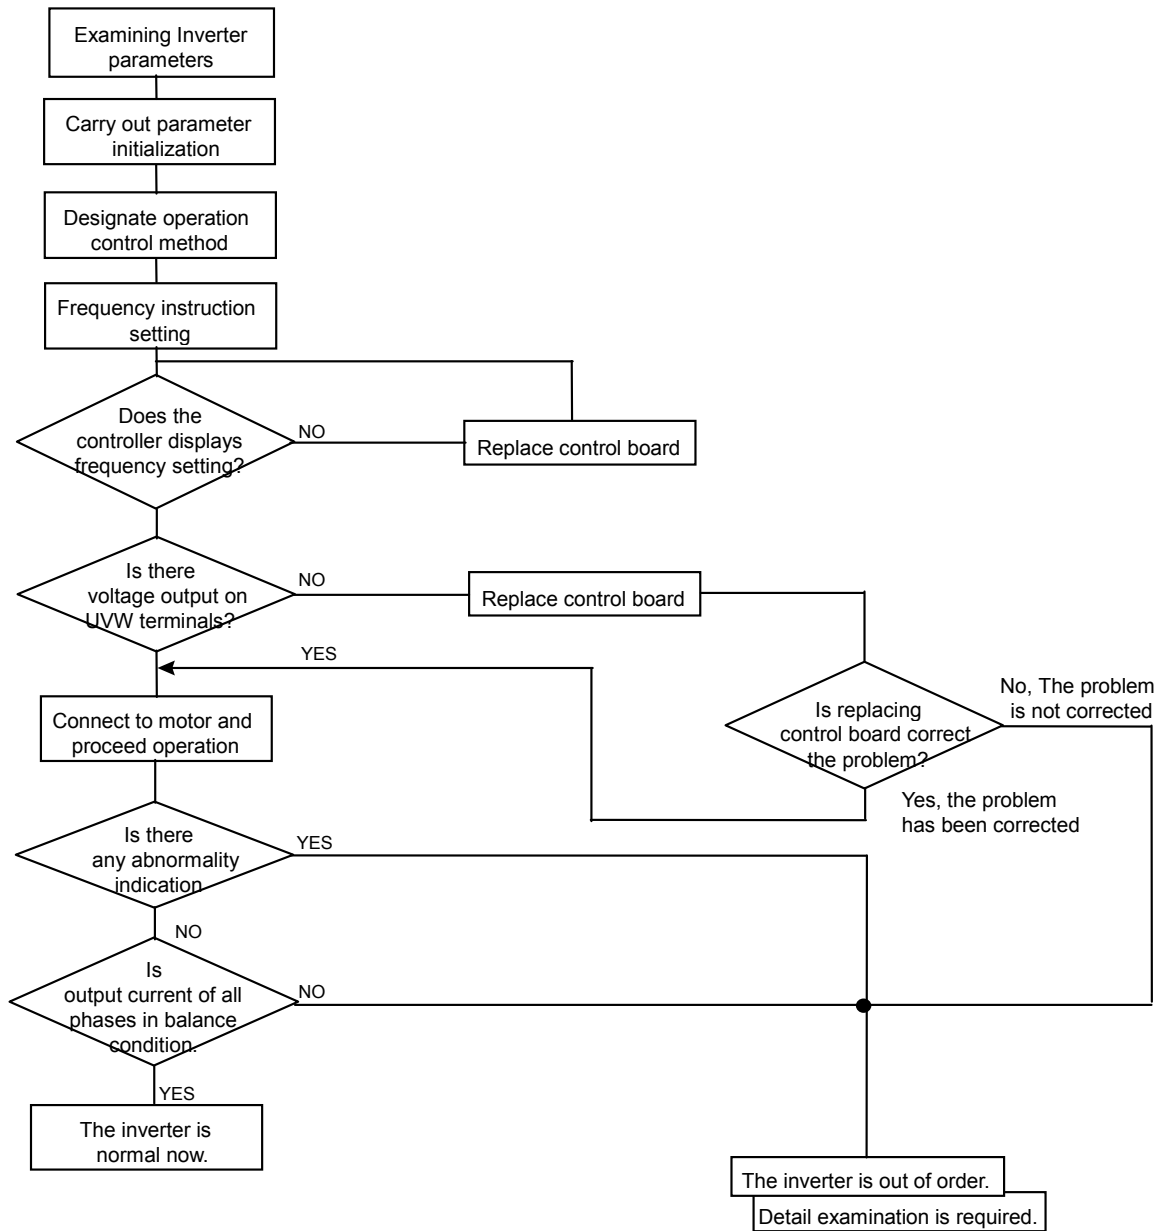 Examining Inverter
parameters
Carry out parameter
initialization
Designate operation
control method
Frequency instruction
setting
Does the
controller displays
frequency setting?
NO
Replace control board
Is there
voltage output on
UVW terminals?
NO
Replace control board
YES
Is replacing
control board correct
the problem?
No, The problem
is not corrected
Yes, the problem
has been corrected
Connect to motor and
proceed operation
Is there
any abnormality
indication
YES
NO
Is
output current of all
phases in balance
condition.
NO
YES
The inverter is
normal now.
The inverter is out of order.
Detail examination is required.